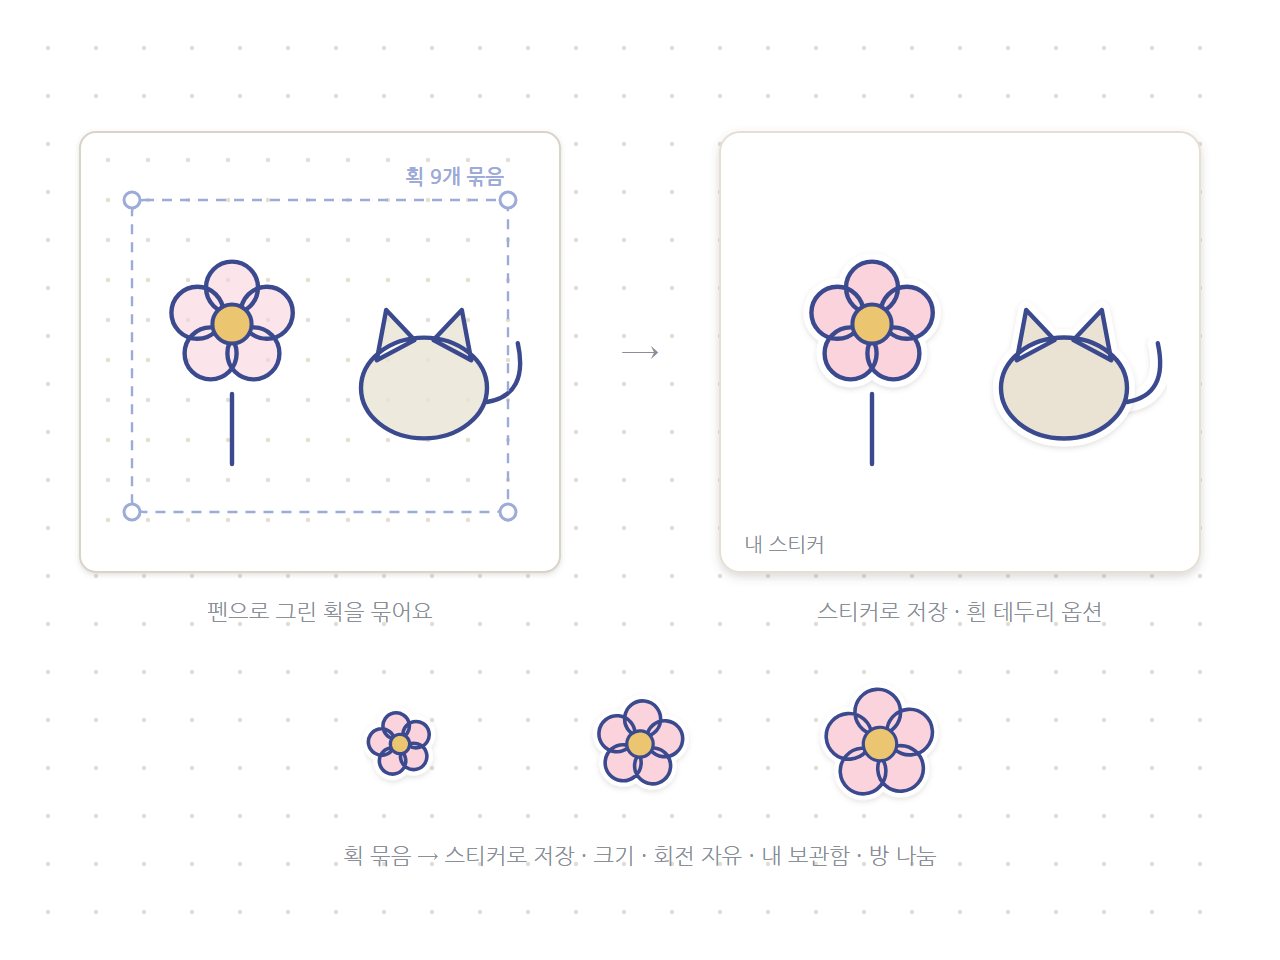 획 9개 묶음
→
내 스티커
펜으로 그린 획을 묶어요
스티커로 저장 · 흰 테두리 옵션
획 묶음 → 스티커로 저장 · 크기 · 회전 자유 · 내 보관함 · 방 나눔